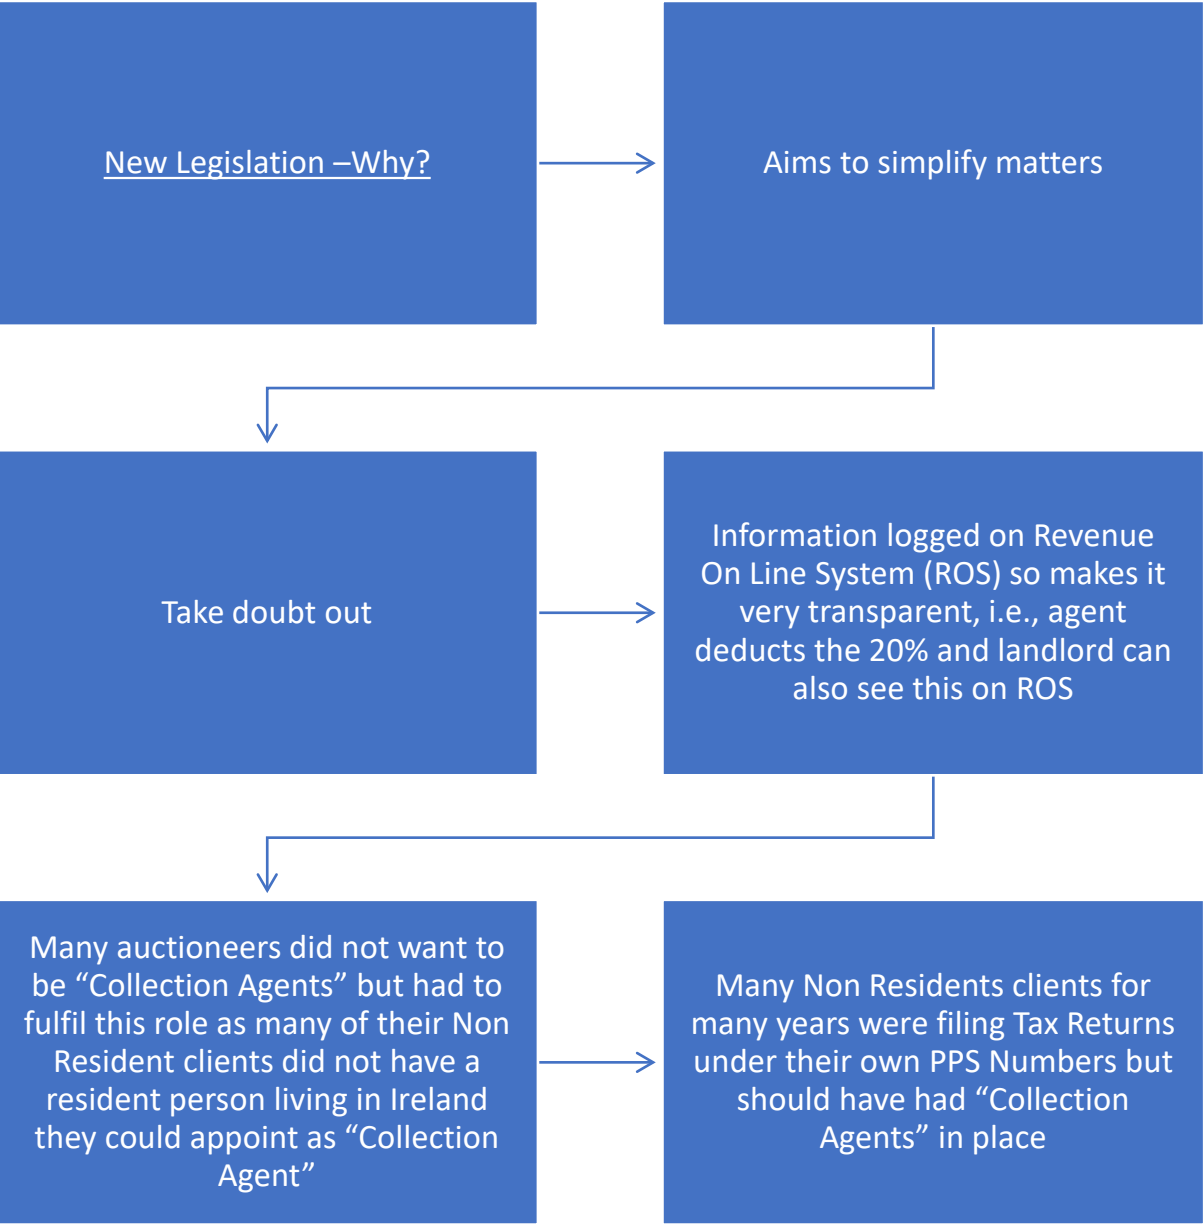 New Legislation –Why?
Aims to simplify matters
Take doubt out
Information logged on Revenue
On Line System (ROS) so makes it
very transparent, i.e., agent
deducts the 20% and landlord can
also see this on ROS
Many auctioneers did not want to
be “Collection Agents” but had to
fulfil this role as many of their Non
Resident clients did not have a
resident person living in Ireland
they could appoint as “Collection
Agent”
Many Non Residents clients for
many years were filing Tax Returns
under their own PPS Numbers but
should have had “Collection
Agents” in place